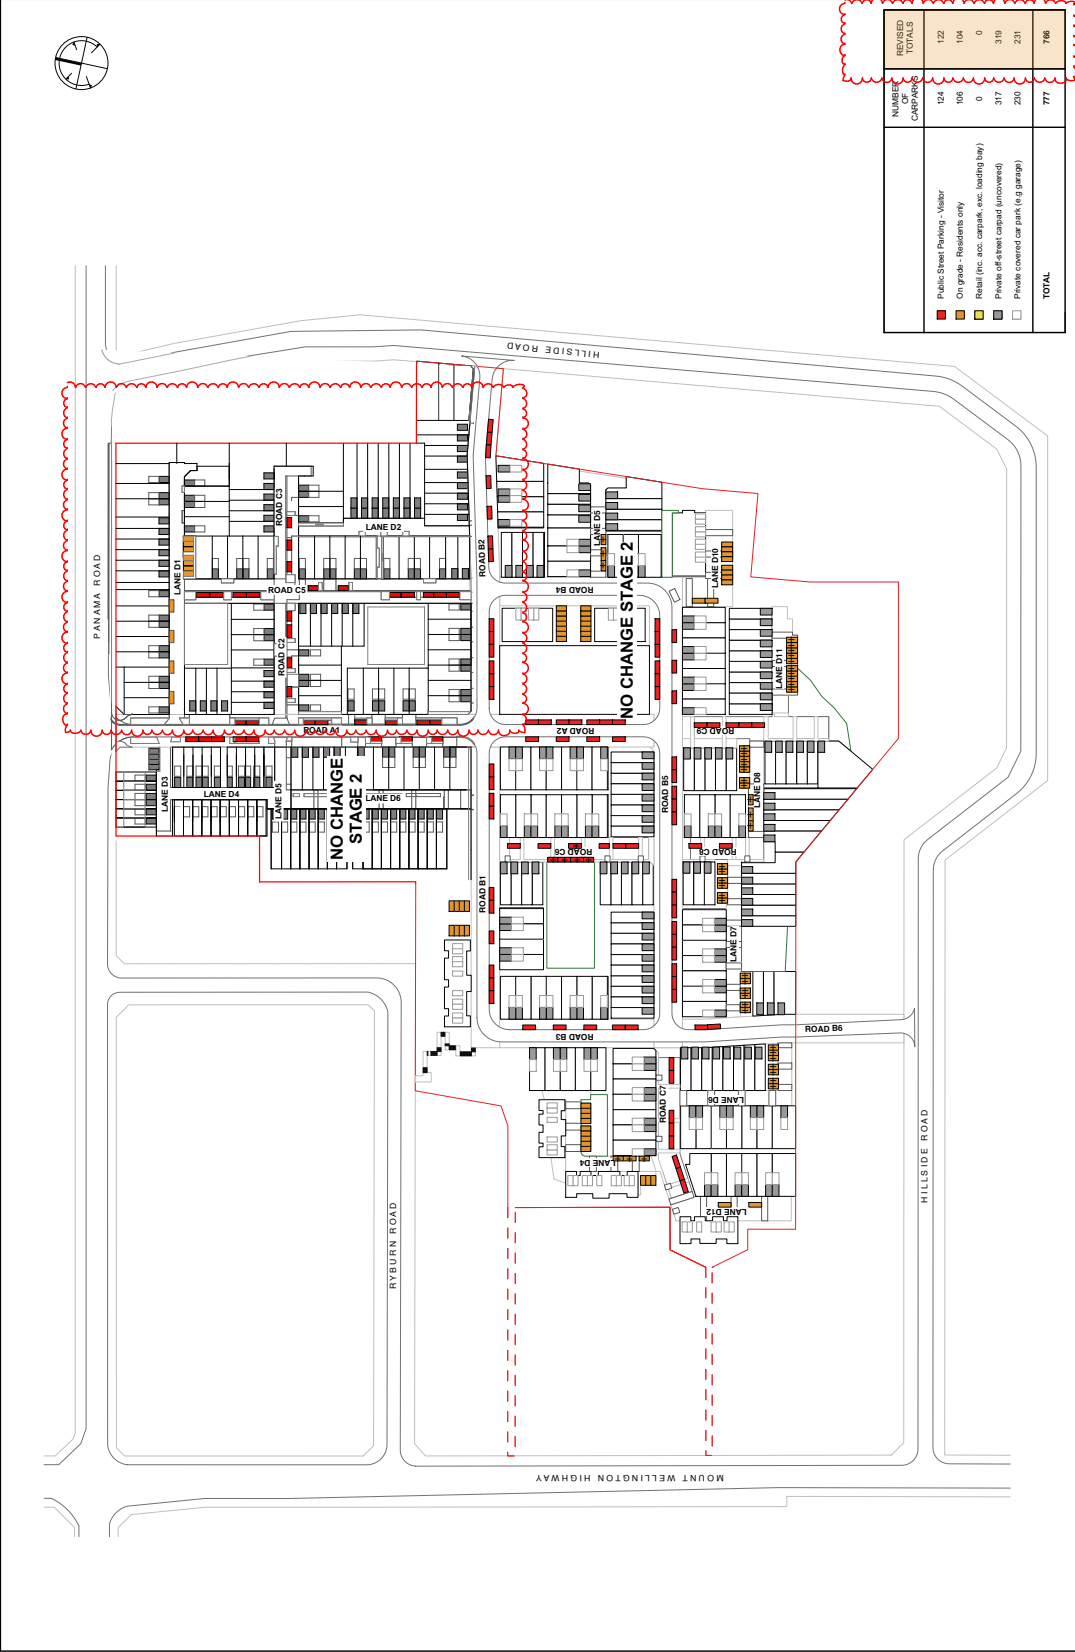 NUMBER OF CARPARKS
REVISED TOTALS
Public Street Parking - Visitor 124 122
On grade - Residents only 106 104
Retail (inc. acc. carpark, exc. loading bay) 0 0
Private off-street carpad (uncovered) 317 319
Private covered car park (e.g garage) 230 231
TOTAL 777 766
HILLSIDE ROAD
PANAMA ROAD
LANE D1
ROAD C3
LANE D2
ROAD C5
ROAD C2
ROAD B2
LANE D5
NO CHANGE STAGE 2
ROAD B4
LANE D10
LANE D11
ROAD A1
ROAD A2
ROAD C9
LANE D3
LANE D4
LANE D5
NO CHANGE
STAGE 2
LANE D6
ROAD B5
LANE D8
ROAD C6
ROAD C8
ROAD B1
LANE D7
ROAD B3
ROAD B6
ROAD C7
LANE D6
LANE D4
LANE D12
RYBURN ROAD
HILLSIDE ROAD
MOUNT WELLINGTON HIGHWAY